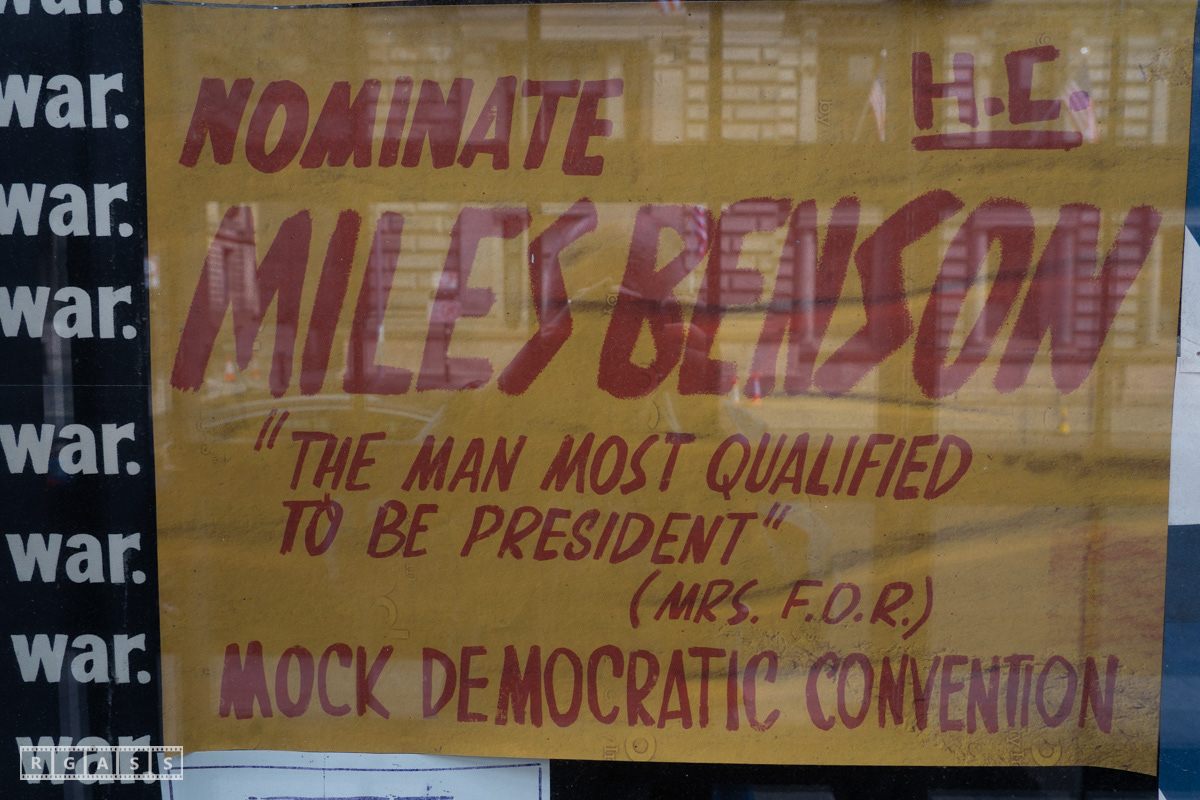 war.
war.
war.
war.
war.
war.
war.
war.
NOMINATE
H.C.
MILES BENSON
"THE MAN MOST QUALIFIED
TO BE PRESIDENT"
(MRS. F.D.R.)
MOCK DEMOCRATIC CONVENTION
RGASS